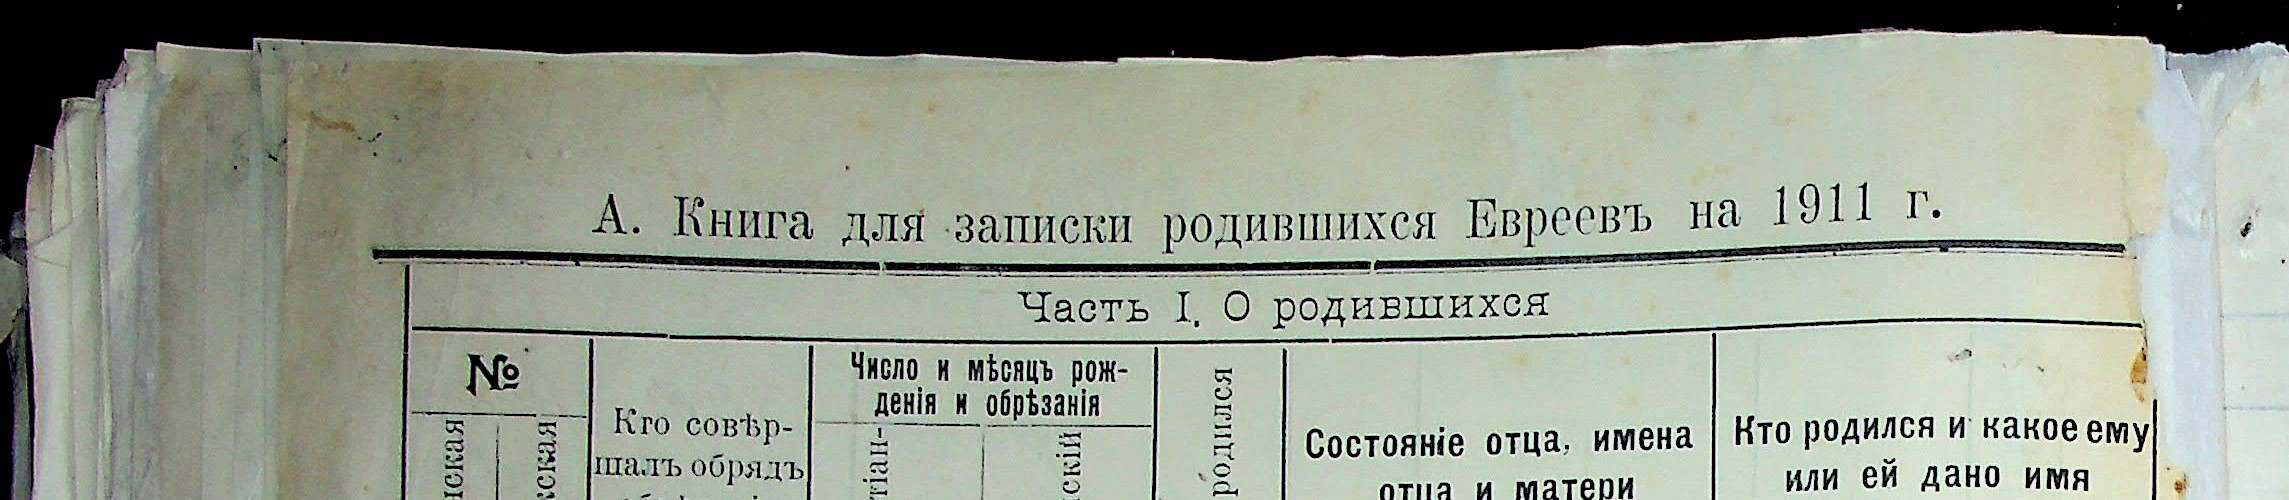 А. Книга для записки родившихся Евреевъ на 1911 г.
Часть I. О родившихся
№
Кто совѣр-
шалъ обрядъ
Число и мѣсяцъ рож-
денія и обрѣзанія
родился
Состояніе отца, имена
отца и матери
Кто родился и какое ему
или ей дано имя